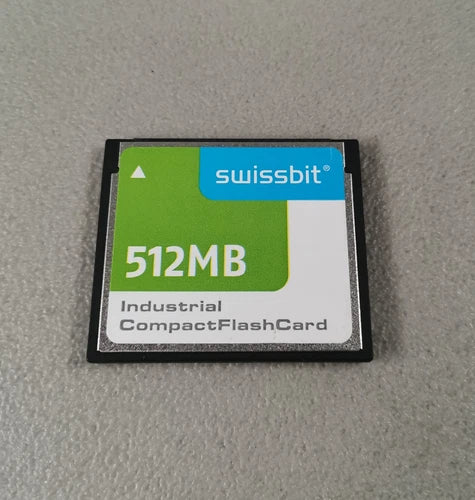 swissbit®
512MB
Industrial
CompactFlashCard